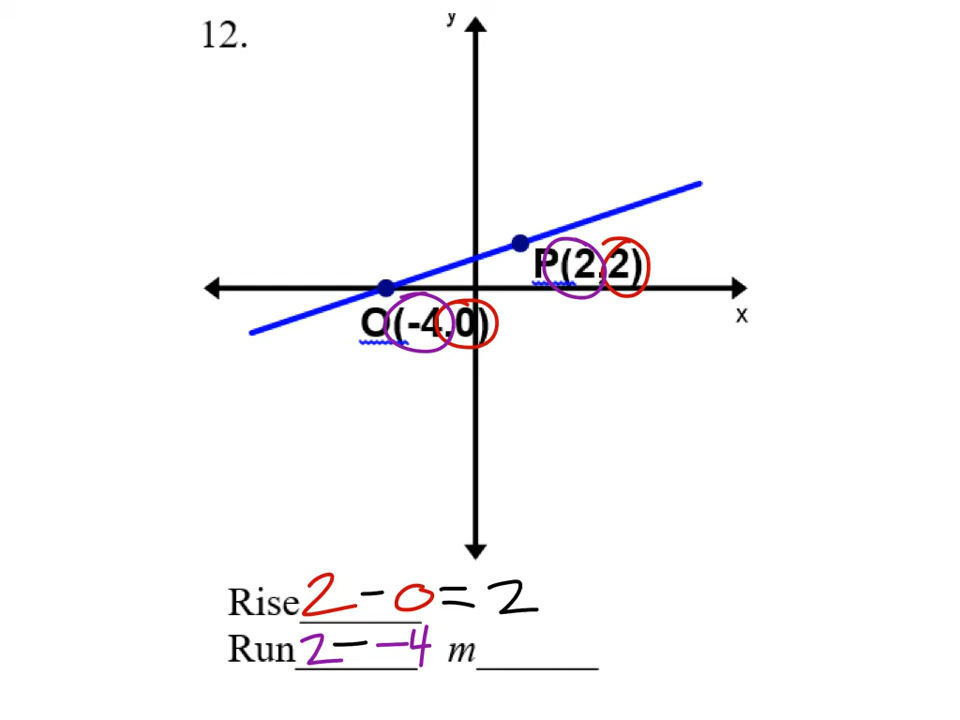 y
12.
P(2,2)
x
O(-4,0)
Rise 2 - 0 = 2
Run 2 - -4 m